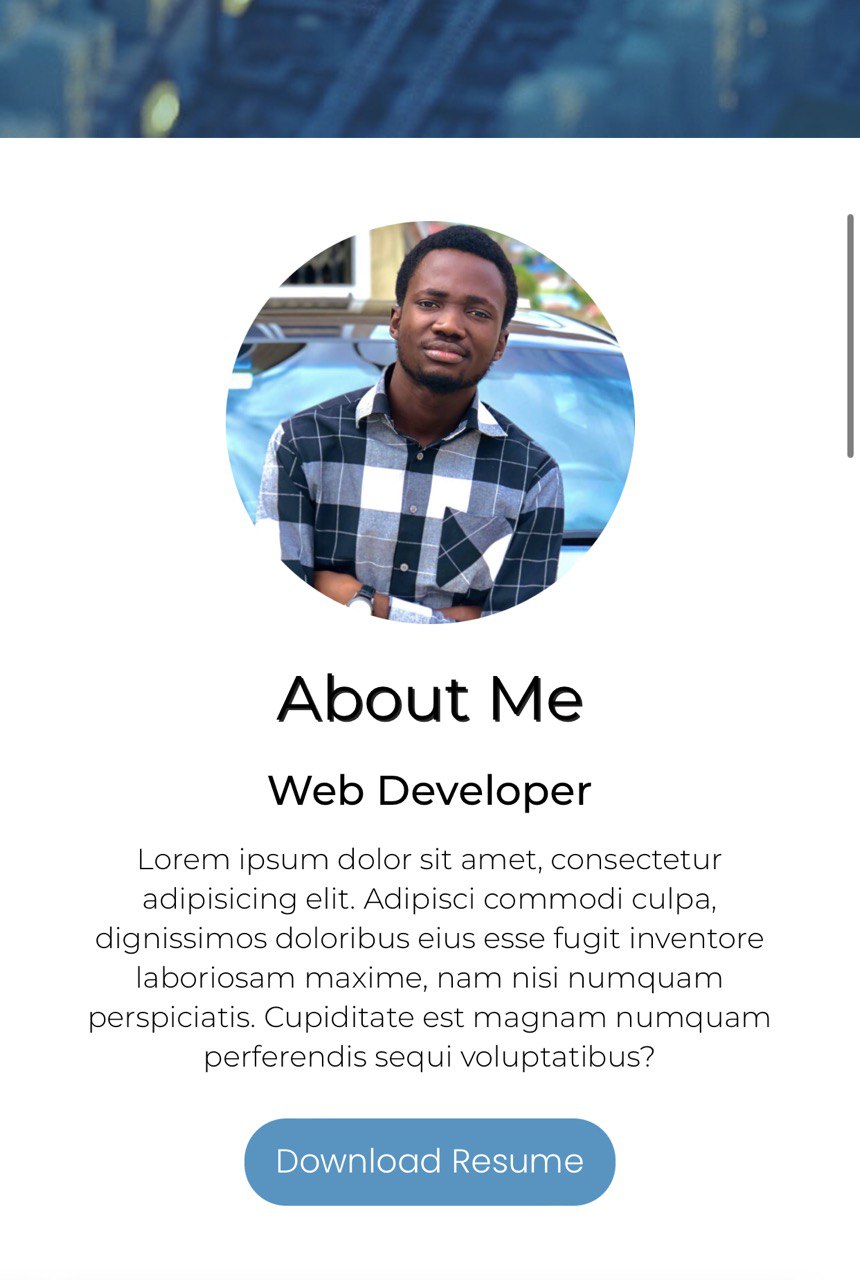 About Me
Web Developer
Lorem ipsum dolor sit amet, consectetur
adipisicing elit. Adipisci commodi culpa,
dignissimos doloribus eius esse fugit inventore
laboriosam maxime, nam nisi numquam
perspiciatis. Cupiditate est magnam numquam
perferendis sequi voluptatibus?
Download Resume